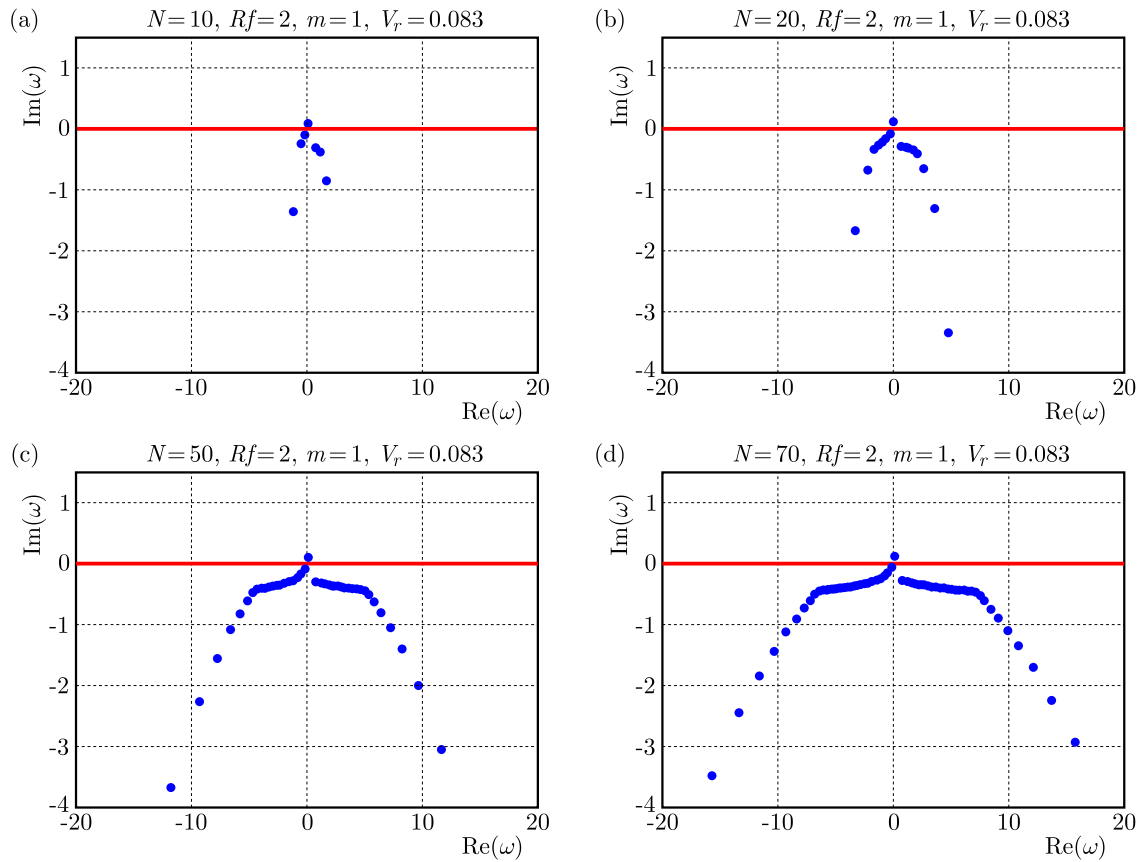 (a) N=10, Rf=2, m=1, V_r=0.083
Im(ω)
1
0
-1
-2
-3
-4
-20 -10 0 10 20
Re(ω)
(b) N=20, Rf=2, m=1, V_r=0.083
Im(ω)
1
0
-1
-2
-3
-4
-20 -10 0 10 20
Re(ω)
(c) N=50, Rf=2, m=1, V_r=0.083
Im(ω)
1
0
-1
-2
-3
-4
-20 -10 0 10 20
Re(ω)
(d) N=70, Rf=2, m=1, V_r=0.083
Im(ω)
1
0
-1
-2
-3
-4
-20 -10 0 10 20
Re(ω)